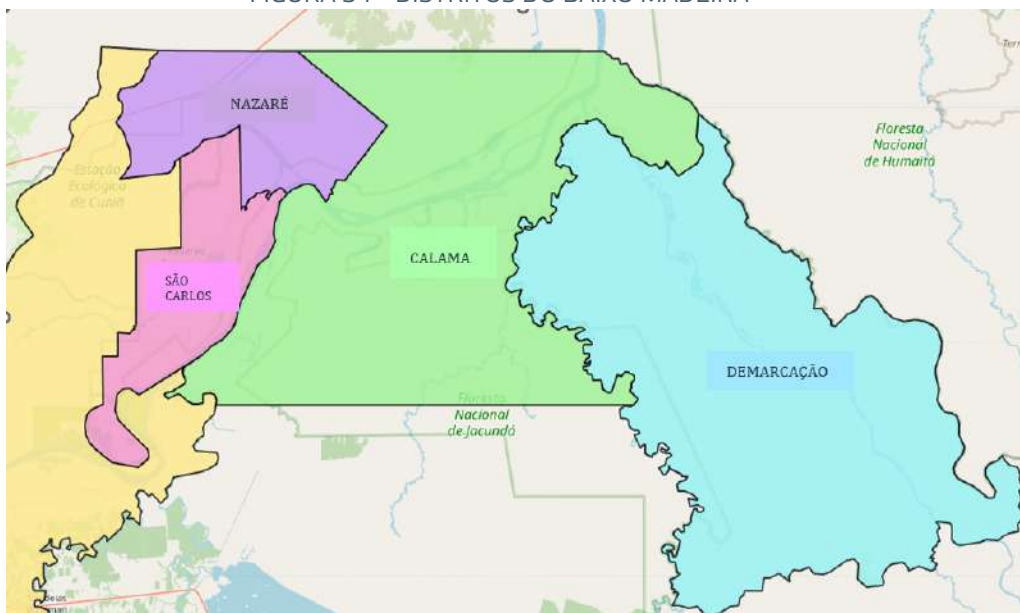 NAZARÉ
Floresta
Nacional
de Humaitá
Estação
Ecológica
de Cuniã
CALAMA
SÃO
CARLOS
DEMARCAÇÃO
Floresta
Nacional
de Jacundá